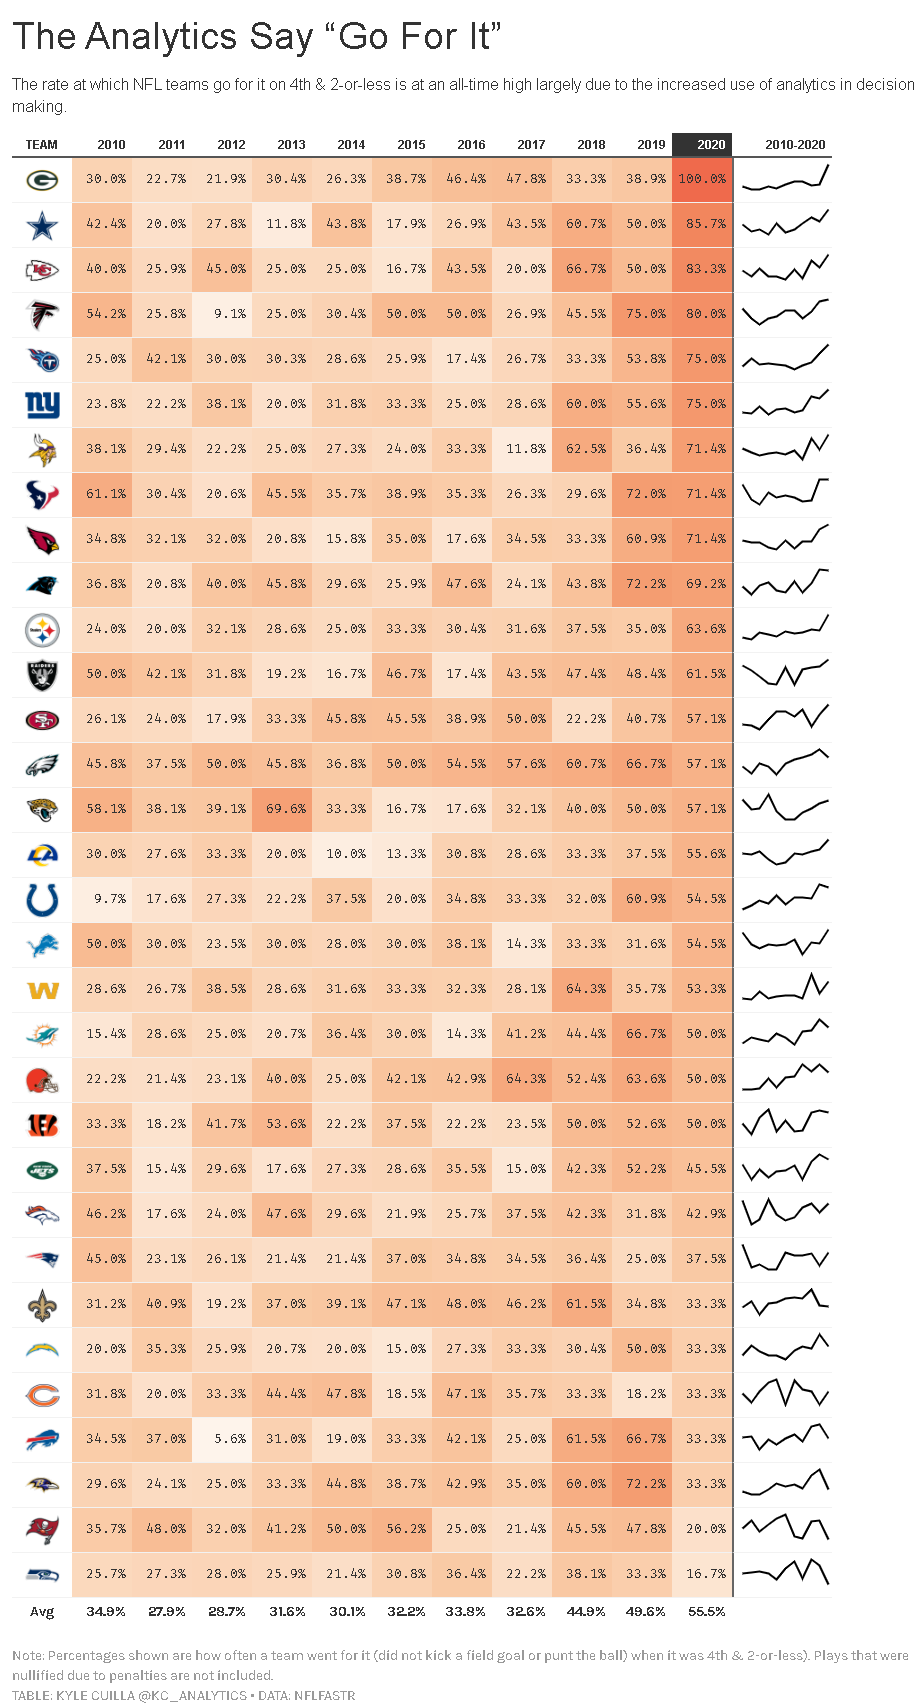 The Analytics Say “Go For It”
The rate at which NFL teams go for it on 4th & 2-or-less is at an all-time high largely due to the increased use of analytics in decision
making.
TEAM 2010 2011 2012 2013 2014 2015 2016 2017 2018 2019 2020 2010-2020
G 30.0% 22.7% 21.9% 30.4% 26.3% 38.7% 46.4% 47.8% 33.3% 38.9% 100.0%
42.4% 20.0% 27.8% 11.8% 43.8% 17.9% 26.9% 43.5% 60.7% 50.0% 85.7%
KC 40.0% 25.9% 45.0% 25.0% 25.0% 16.7% 43.5% 20.0% 66.7% 50.0% 83.3%
54.2% 25.8% 9.1% 25.0% 30.4% 50.0% 50.0% 26.9% 45.5% 75.0% 80.0%
T 25.0% 42.1% 30.0% 30.3% 28.6% 25.9% 17.4% 26.7% 33.3% 53.8% 75.0%
ny 23.8% 22.2% 38.1% 20.0% 31.8% 33.3% 25.0% 28.6% 60.0% 55.6% 75.0%
38.1% 29.4% 22.2% 25.0% 27.3% 24.0% 33.3% 11.8% 62.5% 36.4% 71.4%
61.1% 30.4% 20.6% 45.5% 35.7% 38.9% 35.3% 26.3% 29.6% 72.0% 71.4%
34.8% 32.1% 32.0% 20.8% 15.8% 35.0% 17.6% 34.5% 33.3% 60.9% 71.4%
36.8% 20.8% 40.0% 45.8% 29.6% 25.9% 47.6% 24.1% 43.8% 72.2% 69.2%
Steelers 24.0% 20.0% 32.1% 28.6% 25.0% 33.3% 30.4% 31.6% 37.5% 35.0% 63.6%
RAIDERS 50.0% 42.1% 31.8% 19.2% 16.7% 46.7% 17.4% 43.5% 47.4% 48.4% 61.5%
SF 26.1% 24.0% 17.9% 33.3% 45.8% 45.5% 38.9% 50.0% 22.2% 40.7% 57.1%
45.8% 37.5% 50.0% 45.8% 36.8% 50.0% 54.5% 57.6% 60.7% 66.7% 57.1%
58.1% 38.1% 39.1% 69.6% 33.3% 16.7% 17.6% 32.1% 40.0% 50.0% 57.1%
LA 30.0% 27.6% 33.3% 20.0% 10.0% 13.3% 30.8% 28.6% 33.3% 37.5% 55.6%
9.7% 17.6% 27.3% 22.2% 37.5% 20.0% 34.8% 33.3% 32.0% 60.9% 54.5%
50.0% 30.0% 23.5% 30.0% 28.0% 30.0% 38.1% 14.3% 33.3% 31.6% 54.5%
W 28.6% 26.7% 38.5% 28.6% 31.6% 33.3% 32.3% 28.1% 64.3% 35.7% 53.3%
15.4% 28.6% 25.0% 20.7% 36.4% 30.0% 14.3% 41.2% 44.4% 66.7% 50.0%
22.2% 21.4% 23.1% 40.0% 25.0% 42.1% 42.9% 64.3% 52.4% 63.6% 50.0%
B 33.3% 18.2% 41.7% 53.6% 22.2% 37.5% 22.2% 23.5% 50.0% 52.6% 50.0%
JETS 37.5% 15.4% 29.6% 17.6% 27.3% 28.6% 35.5% 15.0% 42.3% 52.2% 45.5%
46.2% 17.6% 24.0% 47.6% 29.6% 21.9% 25.7% 37.5% 42.3% 31.8% 42.9%
45.0% 23.1% 26.1% 21.4% 21.4% 37.0% 34.8% 34.5% 36.4% 25.0% 37.5%
31.2% 40.9% 19.2% 37.0% 39.1% 47.1% 48.0% 46.2% 61.5% 34.8% 33.3%
20.0% 35.3% 25.9% 20.7% 20.0% 15.0% 27.3% 33.3% 30.4% 50.0% 33.3%
C 31.8% 20.0% 33.3% 44.4% 47.8% 18.5% 47.1% 35.7% 33.3% 18.2% 33.3%
34.5% 37.0% 5.6% 31.0% 19.0% 33.3% 42.1% 25.0% 61.5% 66.7% 33.3%
29.6% 24.1% 25.0% 33.3% 44.8% 38.7% 42.9% 35.0% 60.0% 72.2% 33.3%
35.7% 48.0% 32.0% 41.2% 50.0% 56.2% 25.0% 21.4% 45.5% 47.8% 20.0%
25.7% 27.3% 28.0% 25.9% 21.4% 30.8% 36.4% 22.2% 38.1% 33.3% 16.7%
Avg 34.9% 27.9% 28.7% 31.6% 30.1% 32.2% 33.8% 32.6% 44.9% 49.6% 55.5%
Note: Percentages shown are how often a team went for it (did not kick a field goal or punt the ball) when it was 4th & 2-or-less). Plays that were
nullified due to penalties are not included.
TABLE: KYLE CUILLA @KC_ANALYTICS • DATA: NFLFASTR